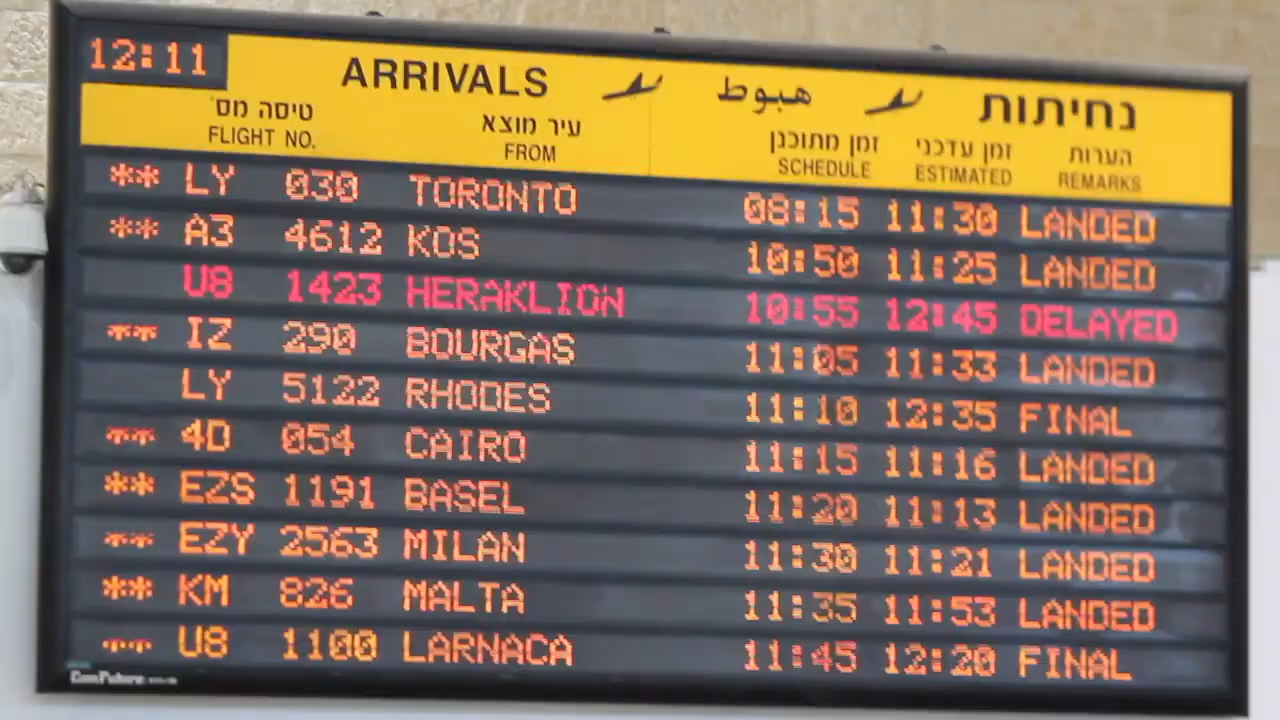 12:11 ARRIVALS هبوط נחיתות
טיסה מס' עיר מוצא זמן מתוכנן זמן עדכני הערות
FLIGHT NO. FROM SCHEDULE ESTIMATED REMARKS
** LY 030 TORONTO 08:15 11:30 LANDED
** A3 4612 KOS 10:50 11:25 LANDED
U8 1423 HERAKLION 10:55 12:45 DELAYED
** IZ 290 BOURGAS 11:05 11:33 LANDED
LY 5122 RHODES 11:10 12:35 FINAL
** 4D 054 CAIRO 11:15 11:16 LANDED
** EZS 1191 BASEL 11:20 11:13 LANDED
** EZY 2563 MILAN 11:30 11:21 LANDED
** KM 826 MALTA 11:35 11:53 LANDED
** U8 1100 LARNACA 11:45 12:20 FINAL